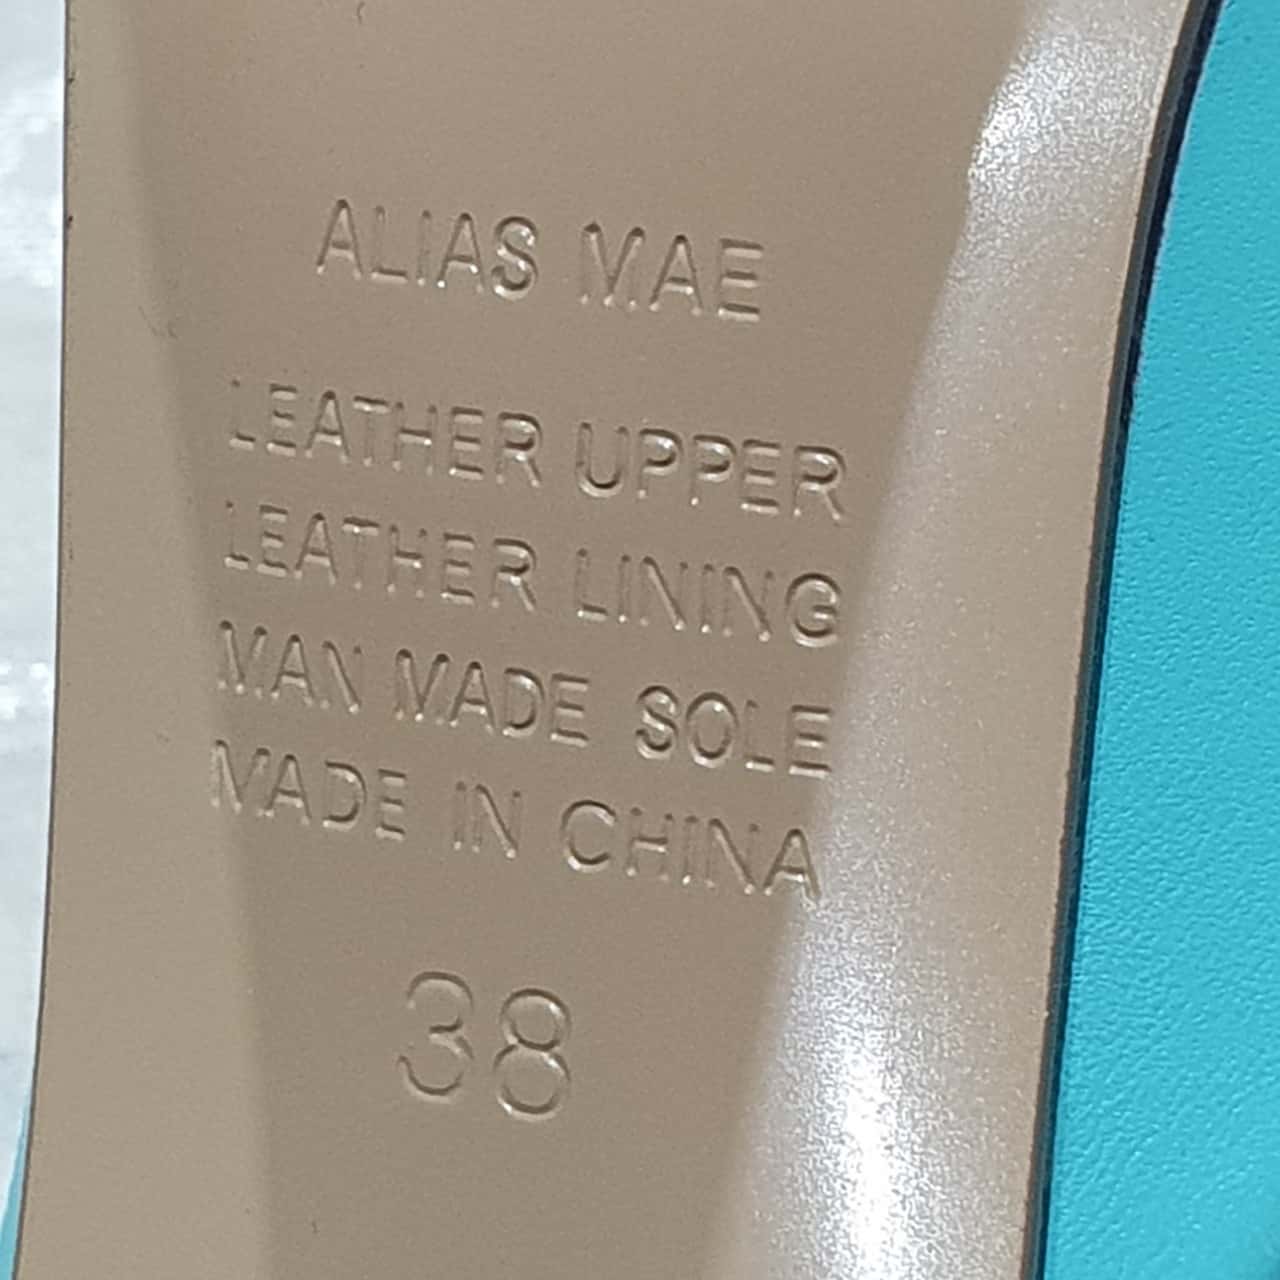 ALIAS MAE
LEATHER UPPER
LEATHER LINING
MAN MADE SOLE
MADE IN CHINA
38